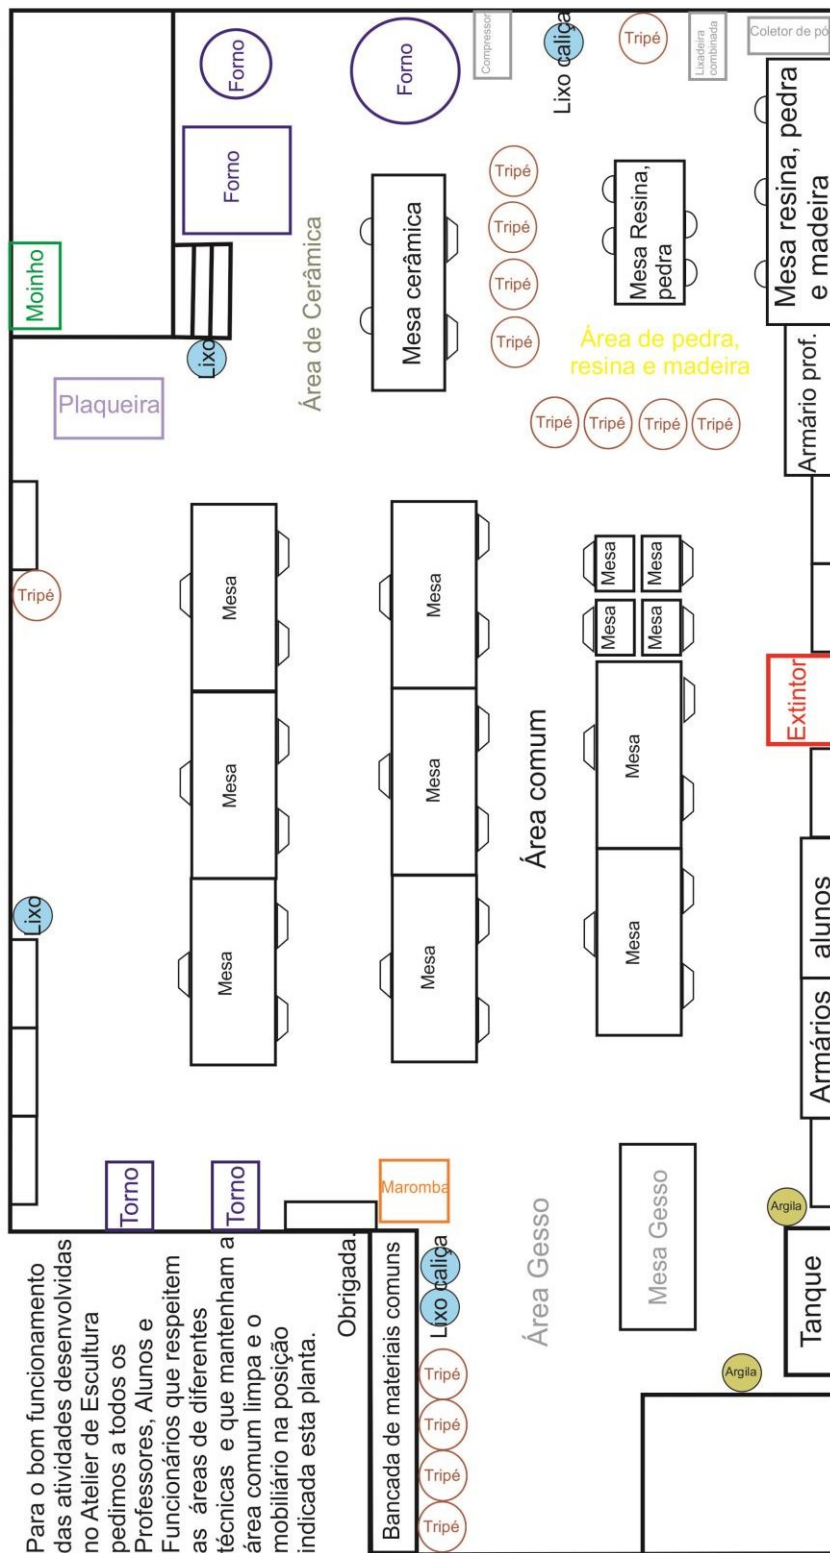 Para o bom funcionamento
das atividades desenvolvidas
no Atelier de Escultura
pedimos a todos os
Professores, Alunos e
Funcionários que respeitem
as áreas de diferentes
técnicas e que mantenham a
área comum limpa e o
mobiliário na posição
indicada esta planta.
Obrigada.
Moinho
Plaqueira
Tripé
Lixo
Torno
Torno
Forno
Forno
Forno
Lixo
Área de Cerâmica
Mesa cerâmica
Compressor
Lixo caliça
Tripé
Lixadeira
combinada
Coletor de pó
Tripé
Tripé
Tripé
Tripé
Mesa Resina,
pedra
Mesa resina, pedra
e madeira
Área de pedra,
resina e madeira
Tripé
Tripé
Tripé
Tripé
Armário prof.
Mesa
Mesa
Mesa
Mesa
Mesa
Mesa
Mesa
Mesa
Mesa
Mesa
Mesa
Mesa
Área comum
Extintor
Armários alunos
Maromba
Bancada de materiais comuns
Lixo caliça
Tripé
Tripé
Tripé
Tripé
Área Gesso
Mesa Gesso
Argila
Tanque
Argila